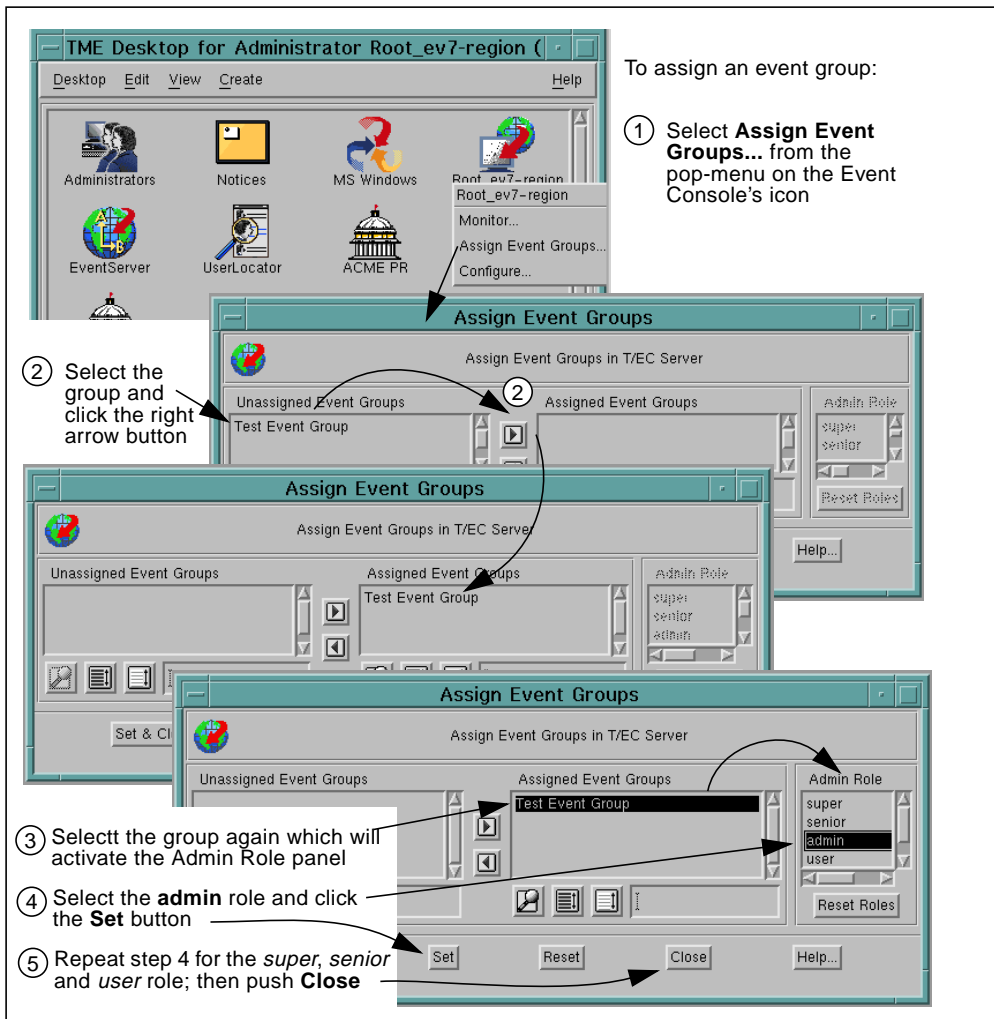 TME Desktop for Administrator Root_ev7-region (
Desktop Edit View Create Help
Administrators
Notices
MS Windows
Root_ev7-region
EventServer
UserLocator
ACME PR
Root_ev7-region
Monitor...
Assign Event Groups...
Configure...
To assign an event group:
1 Select Assign Event
Groups... from the
pop-menu on the Event
Console's icon
Assign Event Groups
Assign Event Groups in T/EC Server
2 Select the
group and
click the right
arrow button
2
Unassigned Event Groups
Test Event Group
Assigned Event Groups
Admin Role
super
senior
Reset Roles
Help...
Assign Event Groups
Assign Event Groups in T/EC Server
Unassigned Event Groups
Assigned Event Groups
Test Event Group
Admin Role
super
senior
admin
Set & Cl
Assign Event Groups
Assign Event Groups in T/EC Server
Unassigned Event Groups
Assigned Event Groups
Test Event Group
Admin Role
super
senior
admin
user
Reset Roles
3 Selectt the group again which will
activate the Admin Role panel
4 Select the admin role and click
the Set button
5 Repeat step 4 for the super, senior
and user role; then push Close
Set Reset Close Help...